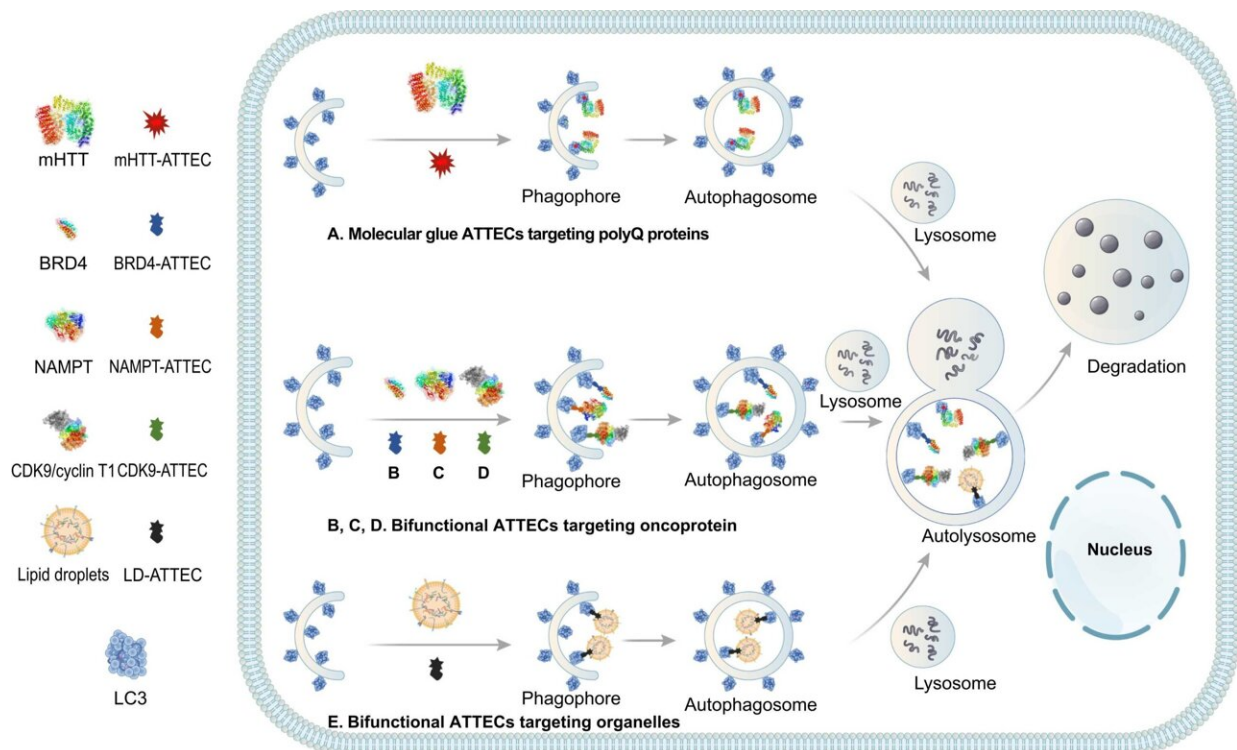 mHTT
mHTT-ATTEC
BRD4
BRD4-ATTEC
NAMPT
NAMPT-ATTEC
CDK9/cyclin T1
CDK9-ATTEC
Lipid droplets
LD-ATTEC
LC3
Phagophore
Autophagosome
A. Molecular glue ATTECs targeting polyQ proteins
Lysosome
B
C
D
Phagophore
Autophagosome
Lysosome
B, C, D. Bifunctional ATTECs targeting oncoprotein
Phagophore
Autophagosome
Lysosome
E. Bifunctional ATTECs targeting organelles
Autolysosome
Degradation
Nucleus